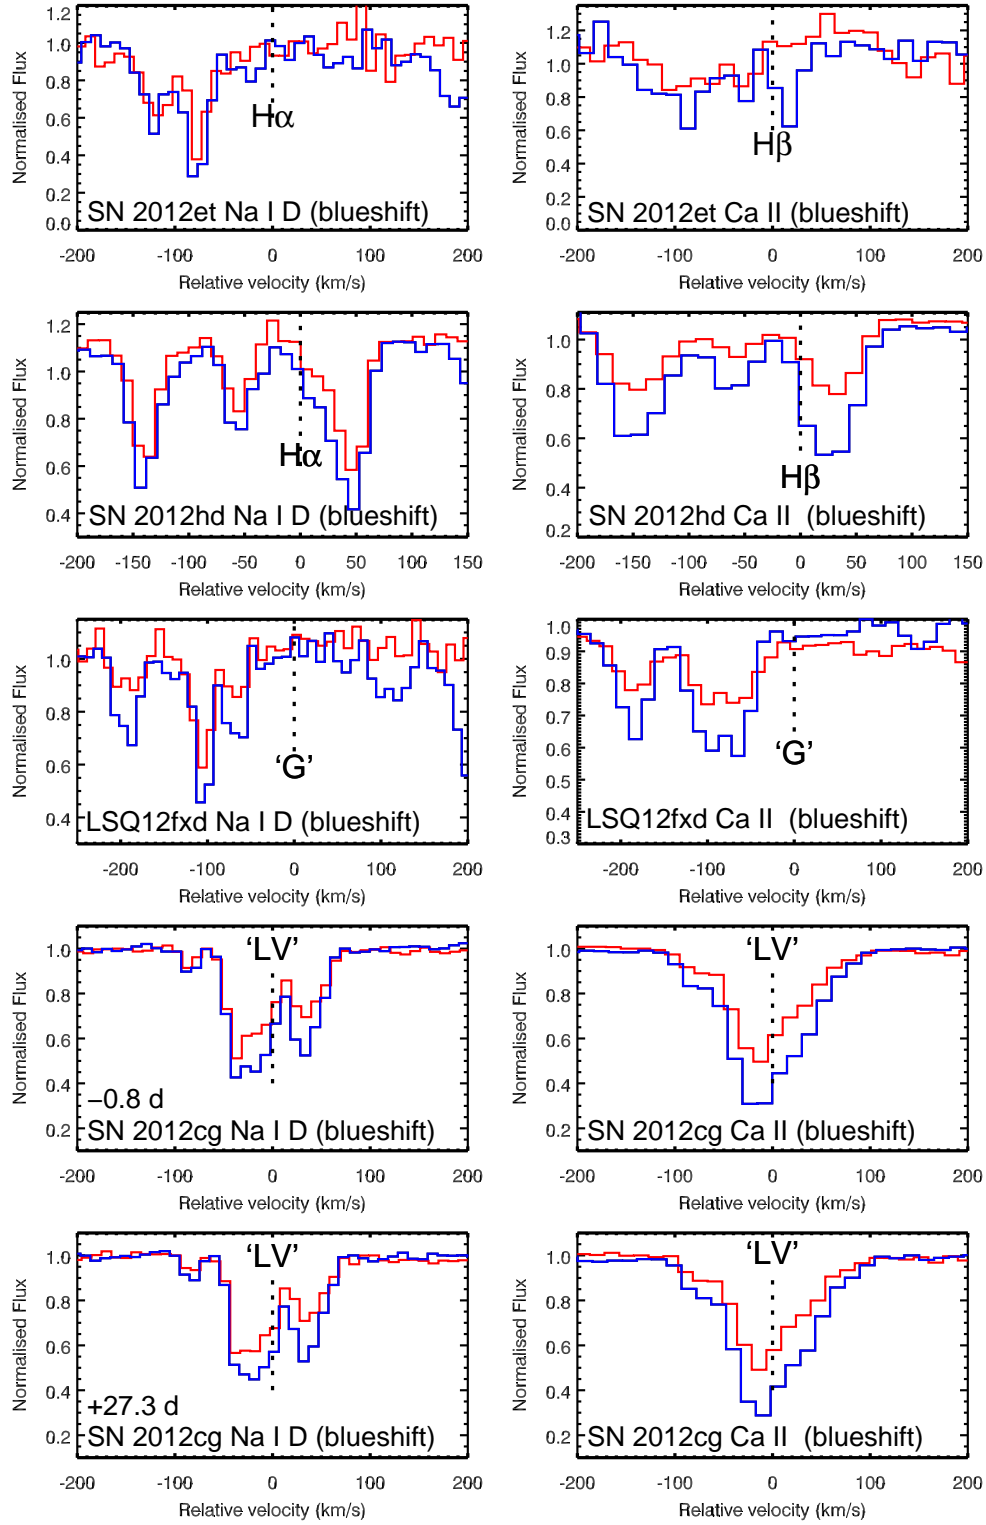 1.2
1.0
0.8
0.6
0.4
0.2
0.0
Normalised Flux
Hα
SN 2012et Na I D (blueshift)
-200 -100 0 100 200
Relative velocity (km/s)
1.2
1.0
0.8
0.6
0.4
0.2
0.0
Normalised Flux
Hβ
SN 2012et Ca II (blueshift)
-200 -100 0 100 200
Relative velocity (km/s)
1.2
1.0
0.8
0.6
0.4
Normalised Flux
Hα
SN 2012hd Na I D (blueshift)
-200 -150 -100 -50 0 50 100 150
Relative velocity (km/s)
1.0
0.8
0.6
0.4
0.2
Normalised Flux
Hβ
SN 2012hd Ca II (blueshift)
-200 -150 -100 -50 0 50 100 150
Relative velocity (km/s)
1.0
0.8
0.6
0.4
Normalised Flux
‘G’
LSQ12fxd Na I D (blueshift)
-200 -100 0 100 200
Relative velocity (km/s)
1.0
0.9
0.8
0.7
0.6
0.5
0.4
0.3
Normalised Flux
‘G’
LSQ12fxd Ca II (blueshift)
-200 -100 0 100 200
Relative velocity (km/s)
1.0
0.8
0.6
0.4
0.2
Normalised Flux
‘LV’
−0.8 d
SN 2012cg Na I D (blueshift)
-200 -100 0 100 200
Relative velocity (km/s)
1.0
0.8
0.6
0.4
0.2
Normalised Flux
‘LV’
SN 2012cg Ca II (blueshift)
-200 -100 0 100 200
Relative velocity (km/s)
1.0
0.8
0.6
0.4
0.2
Normalised Flux
‘LV’
+27.3 d
SN 2012cg Na I D (blueshift)
-200 -100 0 100 200
Relative velocity (km/s)
1.0
0.8
0.6
0.4
0.2
Normalised Flux
‘LV’
SN 2012cg Ca II (blueshift)
-200 -100 0 100 200
Relative velocity (km/s)